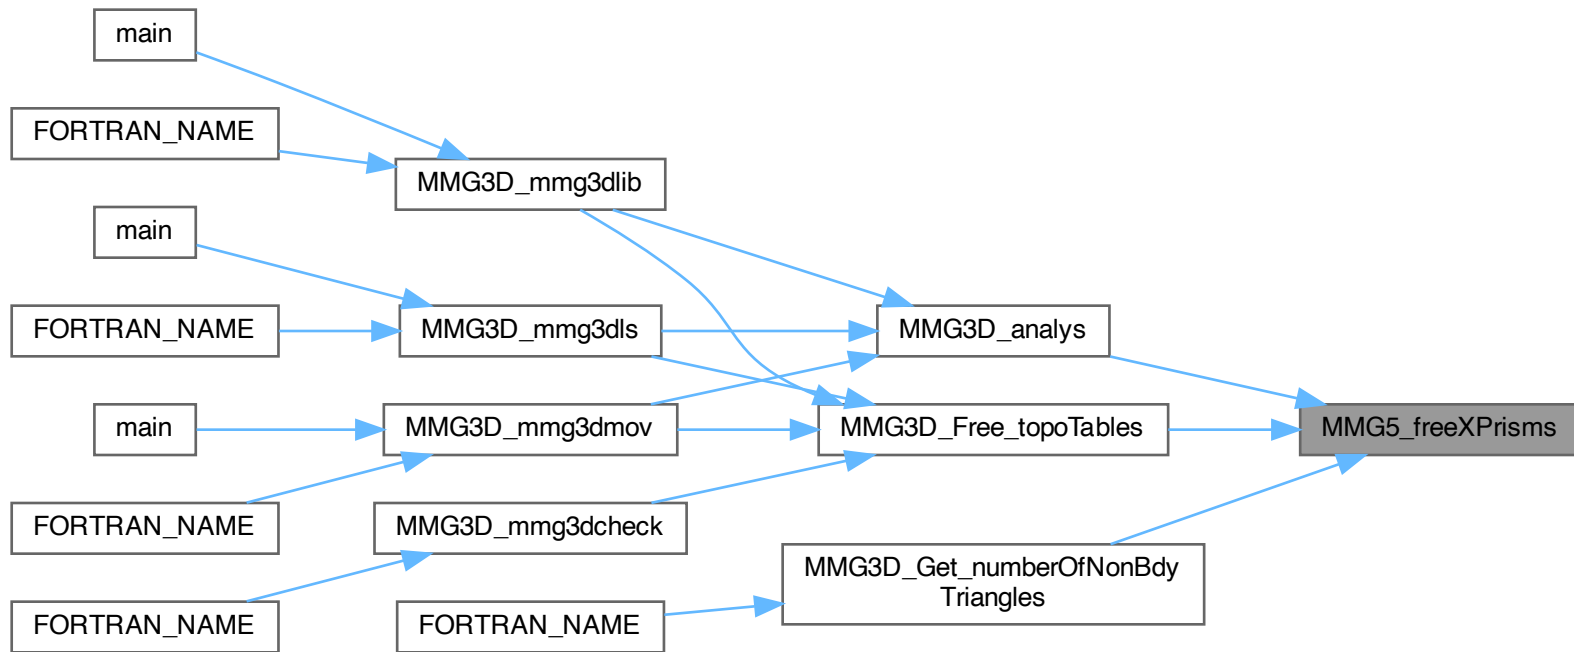 main
FORTRAN_NAME
MMG3D_mmg3dlib
main
FORTRAN_NAME
MMG3D_mmg3dls
MMG3D_analys
main
MMG3D_mmg3dmov
MMG3D_Free_topoTables
MMG5_freeXPrisms
FORTRAN_NAME
MMG3D_mmg3dcheck
MMG3D_Get_numberOfNonBdy
Triangles
FORTRAN_NAME
FORTRAN_NAME